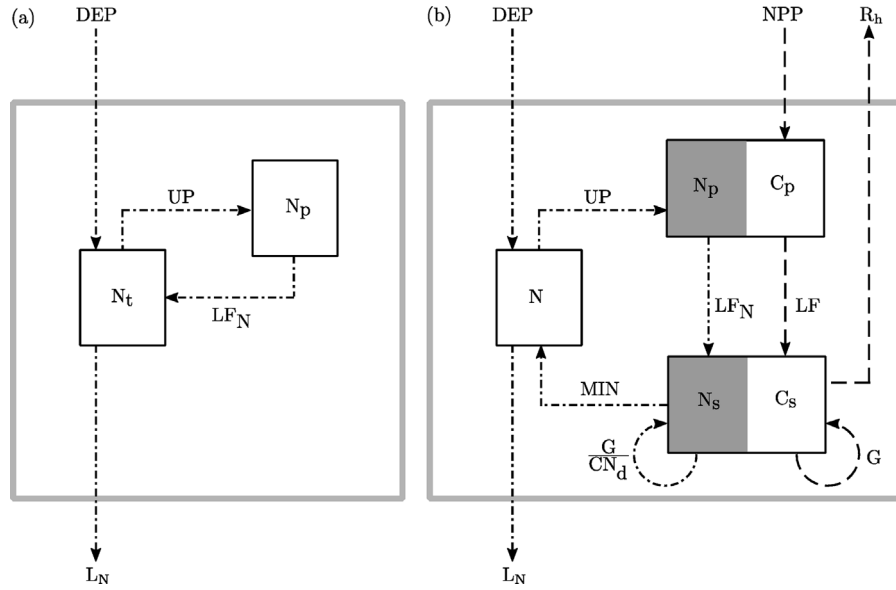 (a)
DEP
UP
N_p
N_t
LF_N
L_N
(b)
DEP
NPP
R_h
N_p
C_p
UP
N
LF_N
LF
MIN
N_s
C_s
G
CN_d
G
L_N